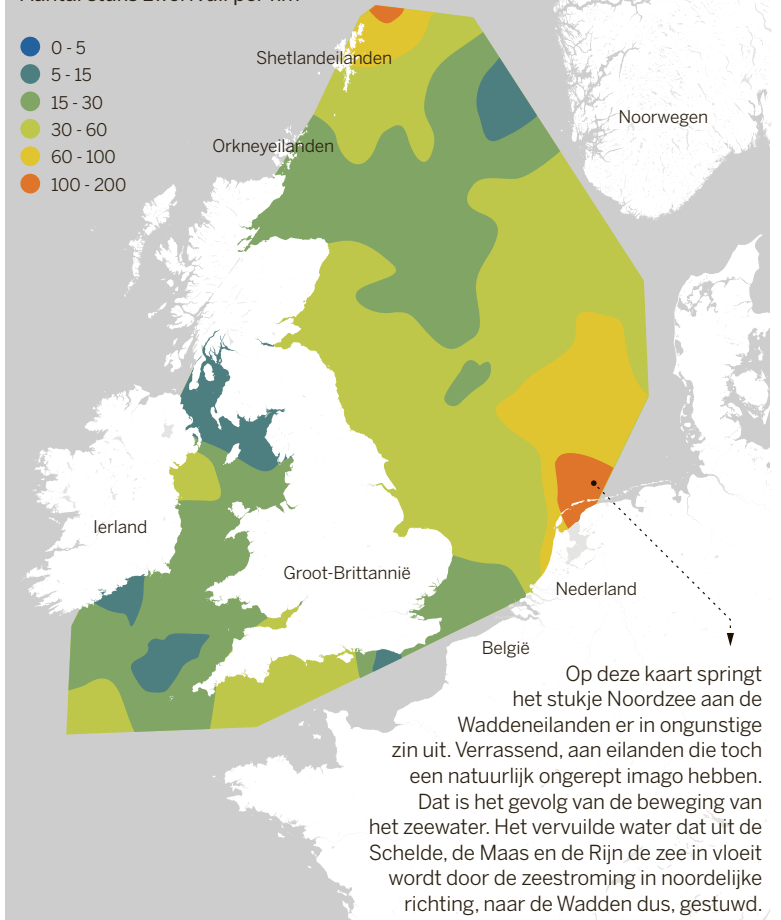 0 - 5
5 - 15
15 - 30
30 - 60
60 - 100
100 - 200
Shetlandeilanden
Orkneyeilanden
Noorwegen
Ierland
Groot-Brittannië
Nederland
België
Op deze kaart springt
het stukje Noordzee aan de
Waddeneilanden er in ongunstige
zin uit. Verrassend, aan eilanden die toch
een natuurlijk ongerept imago hebben.
Dat is het gevolg van de beweging van
het zeewater. Het vervuilde water dat uit de
Schelde, de Maas en de Rijn de zee in vloeit
wordt door de zeestroming in noordelijke
richting, naar de Wadden dus, gestuwd.